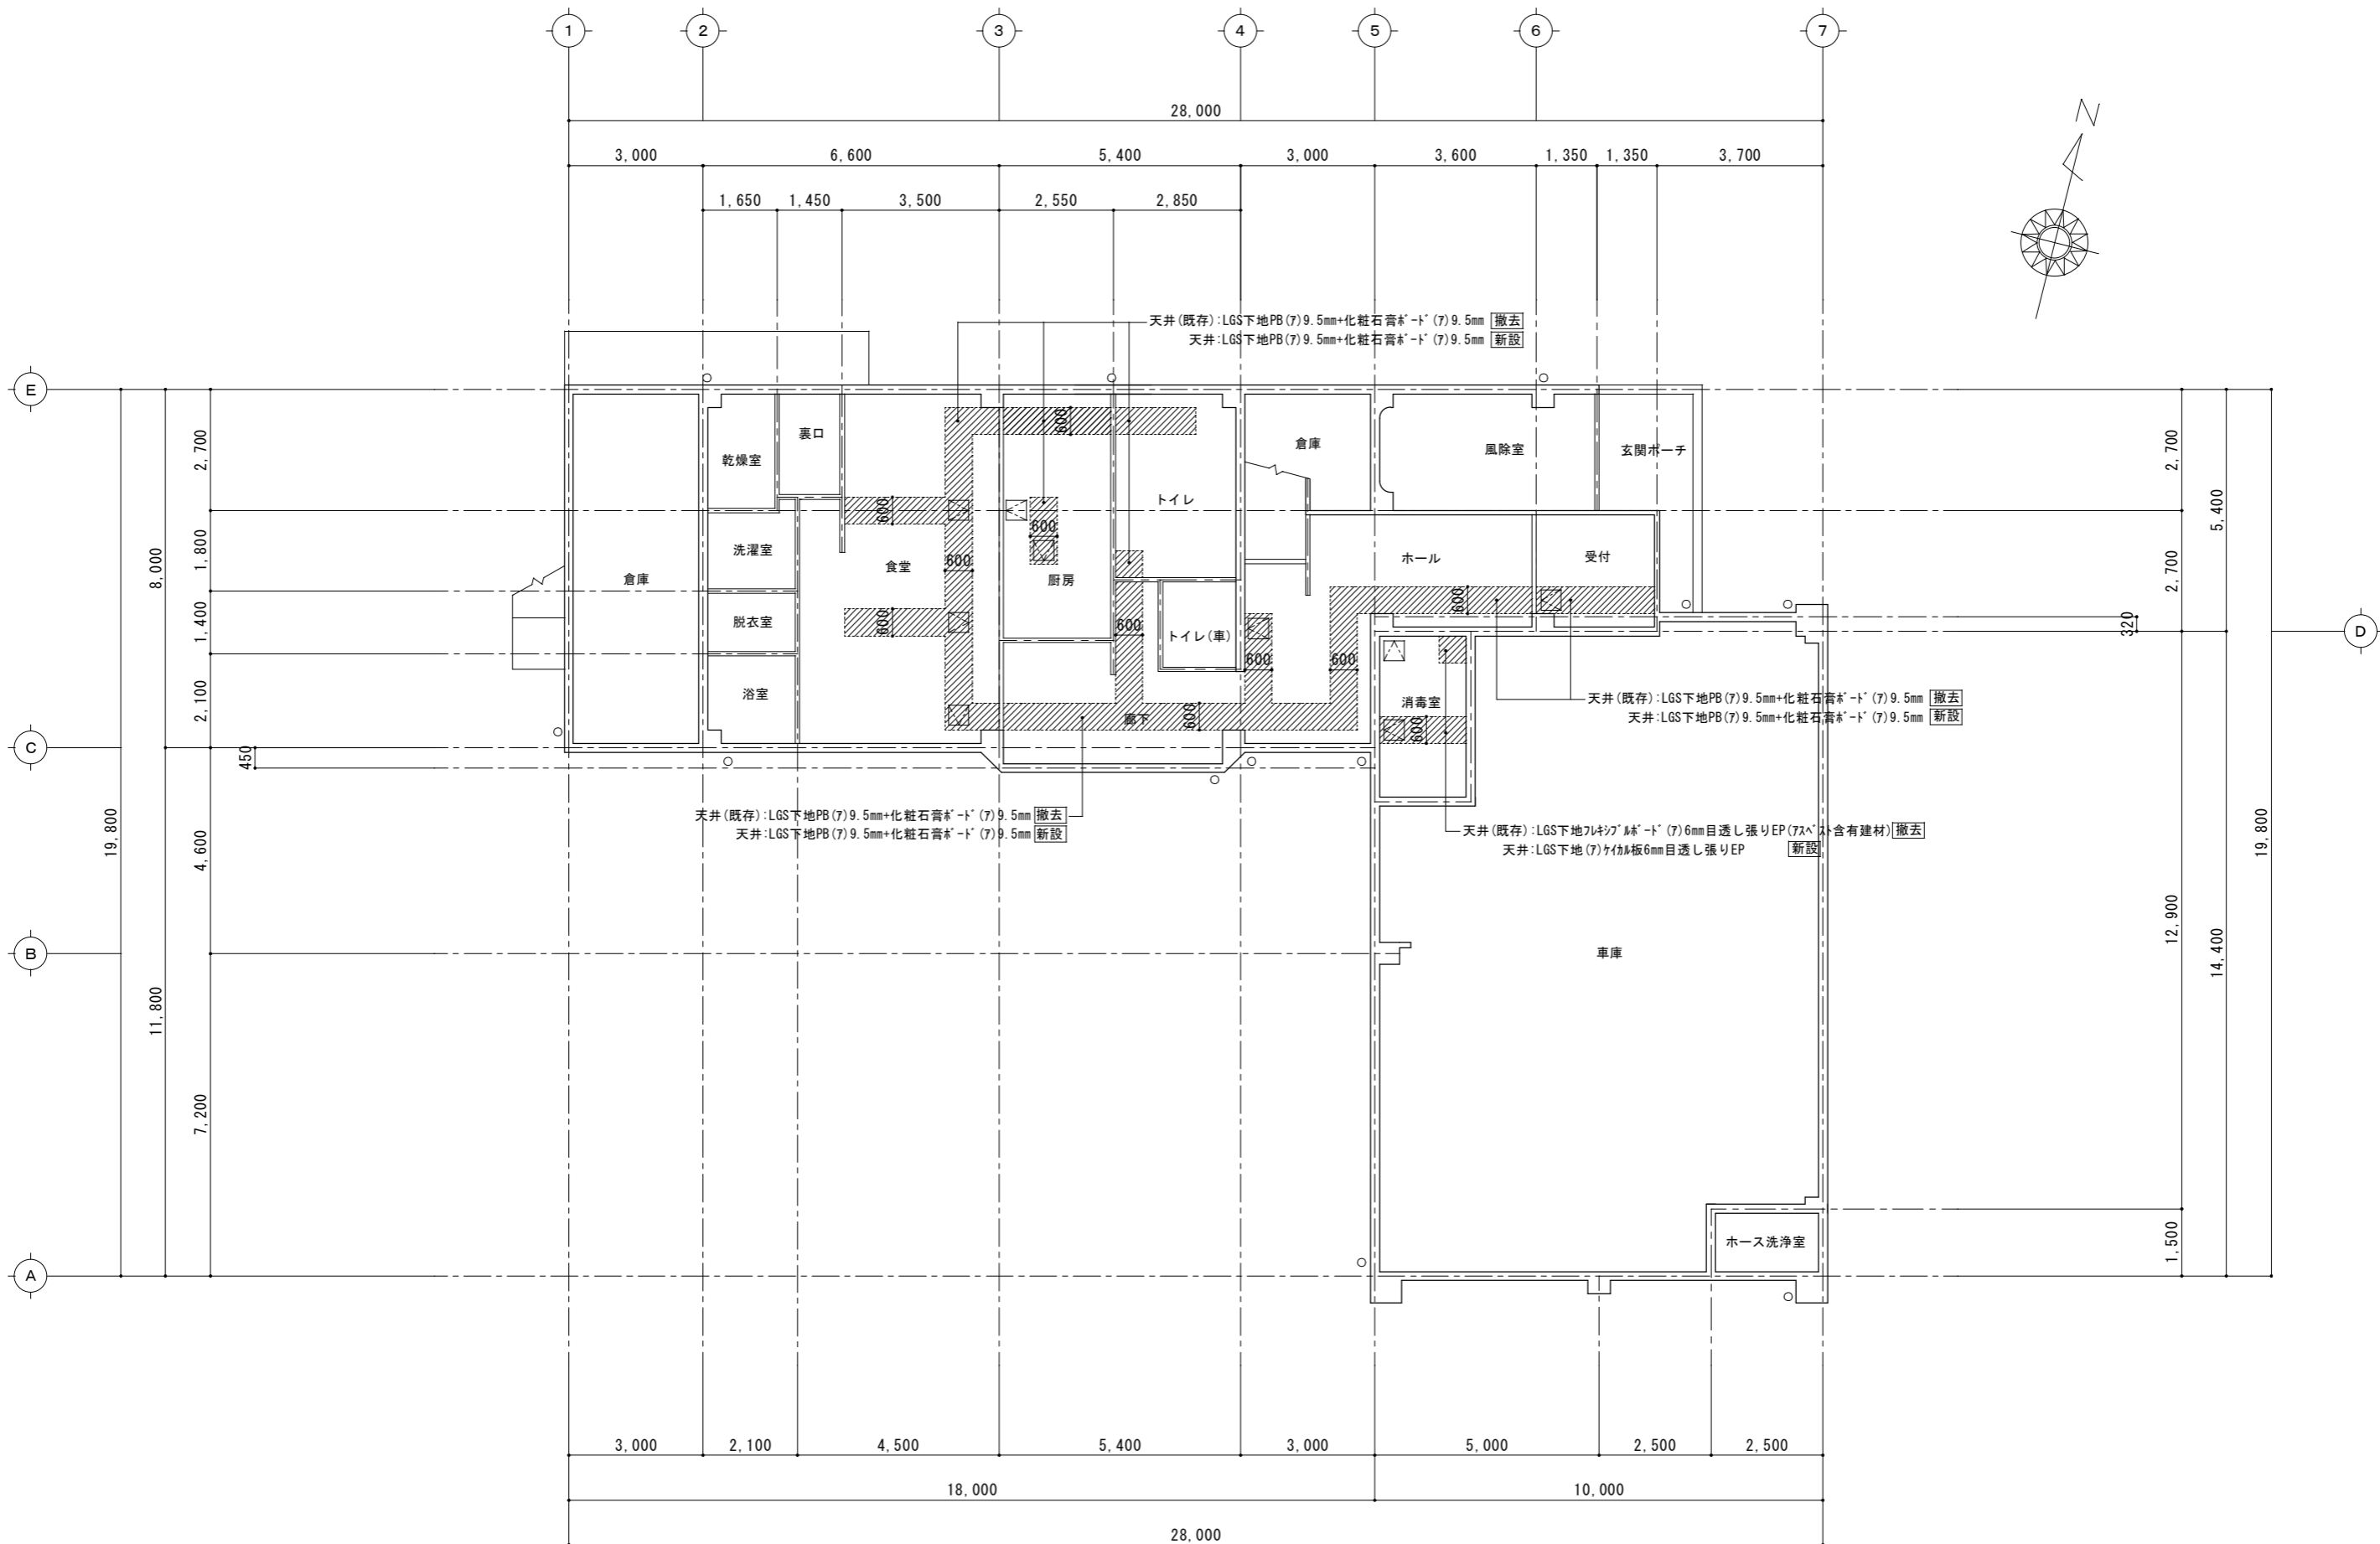 1 2 3 4 5 6 7
N
28,000
3,000 6,600 5,400 3,000 3,600 1,350 1,350 3,700
1,650 1,450 3,500 2,550 2,850
天井(既存):LGS下地PB(ｱ)9.5mm+化粧石膏ﾎﾞｰﾄﾞ(ｱ)9.5mm 撤去
天井:LGS下地PB(ｱ)9.5mm+化粧石膏ﾎﾞｰﾄﾞ(ｱ)9.5mm 新設
E
D
C
B
A
19,800
8,000
11,800
2,700
1,800
1,400
2,100
450
4,600
7,200
倉庫
乾燥室
裏口
洗濯室
脱衣室
浴室
食堂
厨房
トイレ
トイレ(車)
倉庫
風除室
玄関ポーチ
ホール
受付
消毒室
廊下
車庫
ホース洗浄室
600
600
600
600
600
600
600
600
600
600
600
天井(既存):LGS下地PB(ｱ)9.5mm+化粧石膏ﾎﾞｰﾄﾞ(ｱ)9.5mm 撤去
天井:LGS下地PB(ｱ)9.5mm+化粧石膏ﾎﾞｰﾄﾞ(ｱ)9.5mm 新設
天井(既存):LGS下地PB(ｱ)9.5mm+化粧石膏ﾎﾞｰﾄﾞ(ｱ)9.5mm 撤去
天井:LGS下地PB(ｱ)9.5mm+化粧石膏ﾎﾞｰﾄﾞ(ｱ)9.5mm 新設
天井(既存):LGS下地ﾌﾚｷｼﾌﾞﾙﾎﾞｰﾄﾞ(ｱ)6mm目透し張りEP(ｱｽﾍﾞｽﾄ含有建材) 撤去
天井:LGS下地(ｱ)ｹｲｶﾙ板6mm目透し張りEP 新設
2,700
2,700
320
5,400
12,900
14,400
1,500
19,800
3,000 2,100 4,500 5,400 3,000 5,000 2,500 2,500
18,000 10,000
28,000